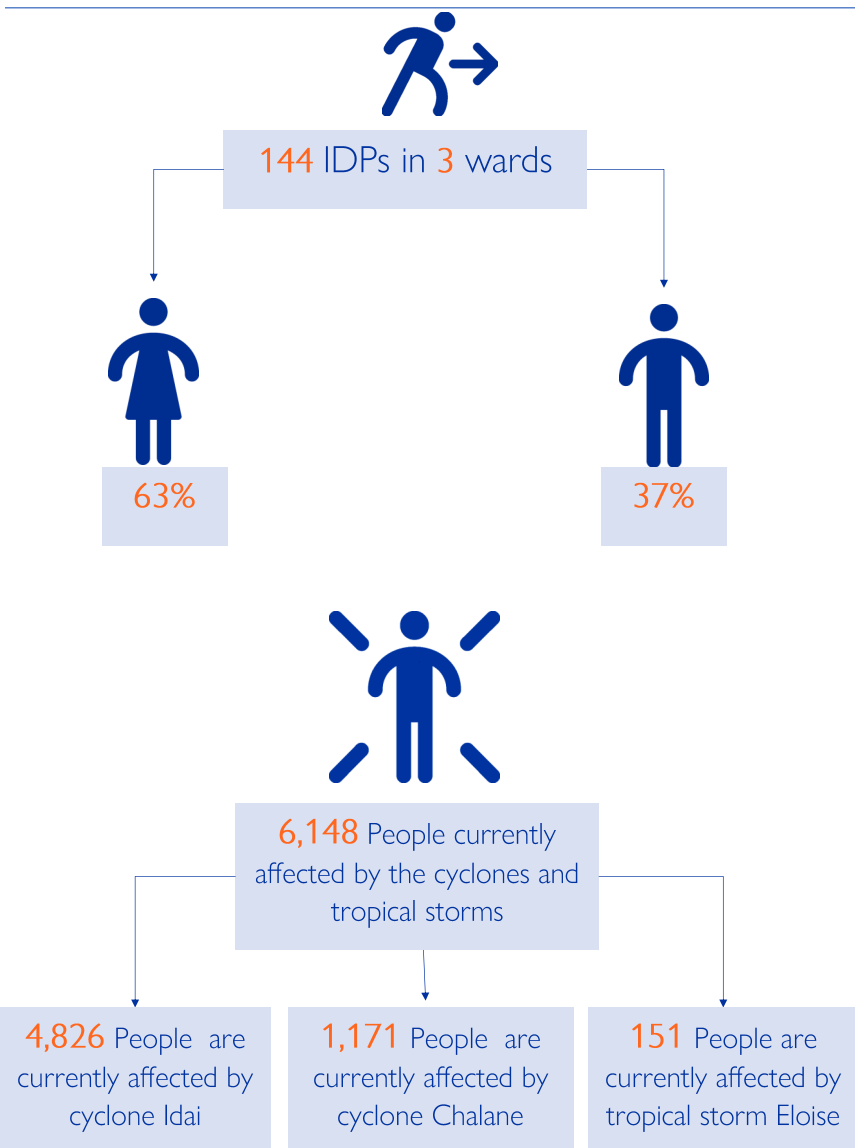 144 IDPs in 3 wards
63%
37%
6,148 People currently
affected by the cyclones and
tropical storms
4,826 People are
currently affected by
cyclone Idai
1,171 People are
currently affected by
cyclone Chalane
151 People are
currently affected by
tropical storm Eloise